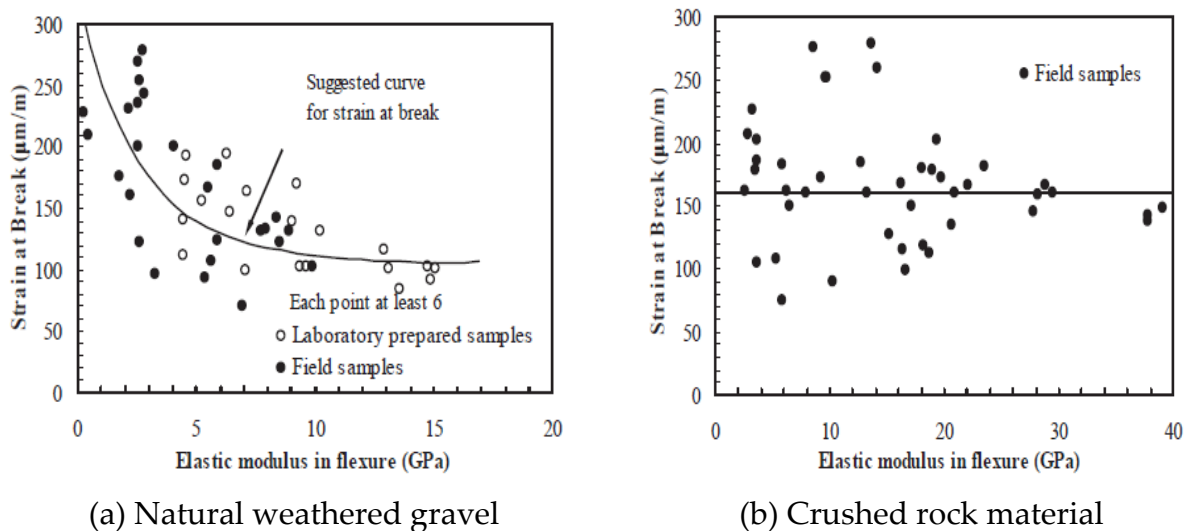 300
250
200
150
100
50
0
Strain at Break (μm/m)
Suggested curve
for strain at break
Each point at least 6
Laboratory prepared samples
Field samples
0 5 10 15 20
Elastic modulus in flexure (GPa)
(a) Natural weathered gravel
300
250
200
150
100
50
0
Strain at Break (μm/m)
Field samples
0 10 20 30 40
Elastic modulus in flexure (GPa)
(b) Crushed rock material